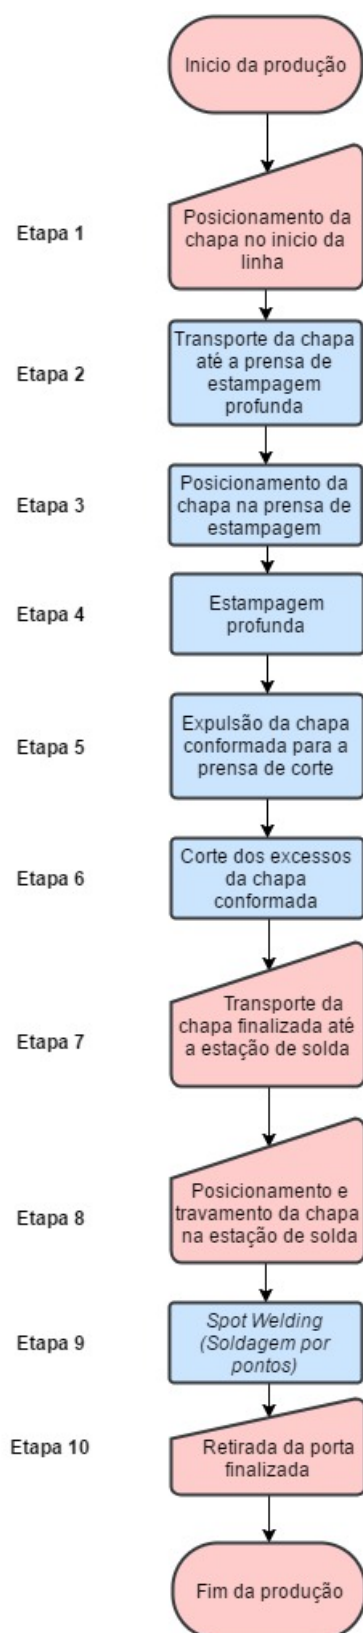 Inicio da produção
Etapa 1
Posicionamento da
chapa no inicio da
linha
Etapa 2
Transporte da chapa
até a prensa de
estampagem
profunda
Etapa 3
Posicionamento da
chapa na prensa de
estampagem
Etapa 4
Estampagem
profunda
Etapa 5
Expulsão da chapa
conformada para a
prensa de corte
Etapa 6
Corte dos excessos
da chapa
conformada
Etapa 7
Transporte da
chapa finalizada até
a estação de solda
Etapa 8
Posicionamento e
travamento da chapa
na estação de solda
Etapa 9
Spot Welding
(Soldagem por
pontos)
Etapa 10
Retirada da porta
finalizada
Fim da produção